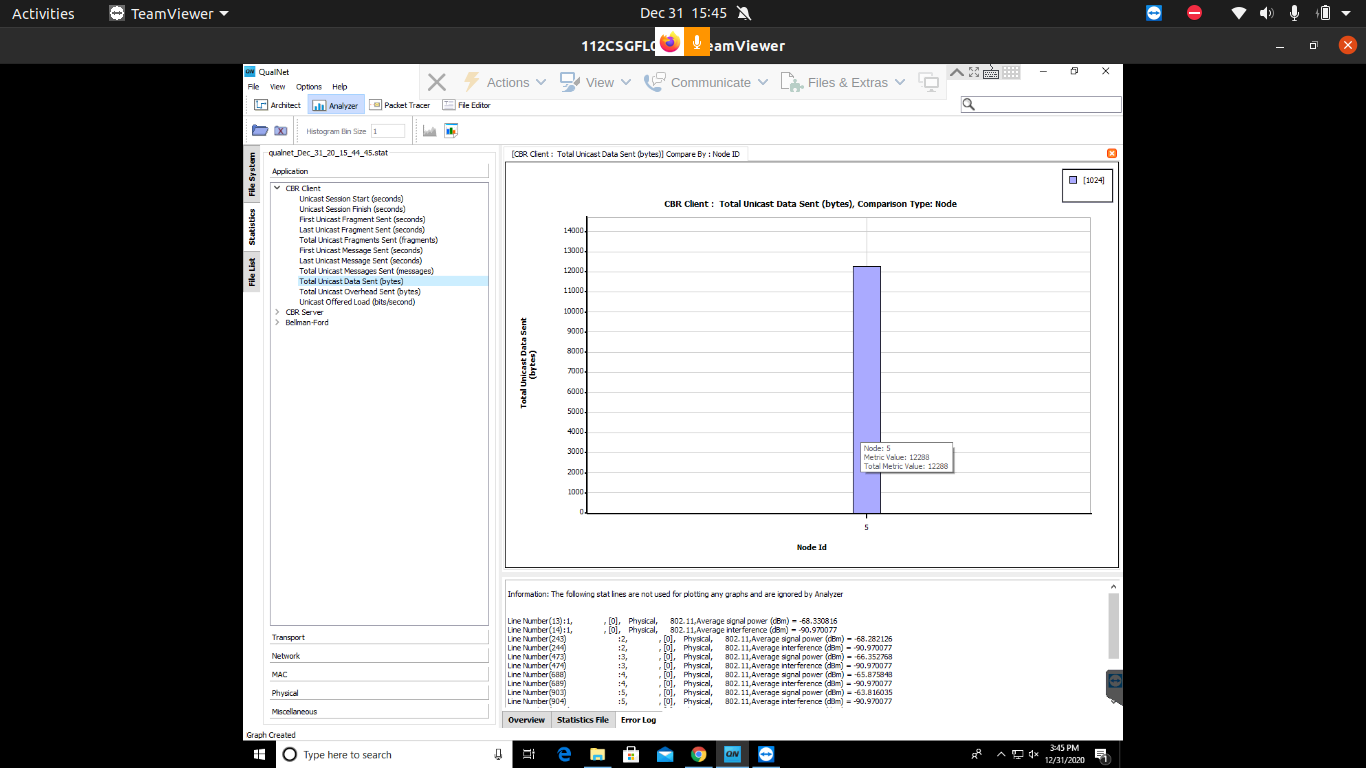 Activities TeamViewer Dec 31 15:45
TeamViewer
QualNet
File View Options Help
Actions View Communicate Files & Extras
Architect Analyzer Packet Tracer File Editor
Histogram Bin Size 1
qualnet_Dec_31_20_15_44_45.stat
[CBR Client : Total Unicast Data Sent (bytes)] Compare By : Node ID
File System
Statistics
File List
Application
CBR Client
Unicast Session Start (seconds)
Unicast Session Finish (seconds)
First Unicast Fragment Sent (seconds)
Last Unicast Fragment Sent (seconds)
Total Unicast Fragments Sent (fragments)
First Unicast Message Sent (seconds)
Last Unicast Message Sent (seconds)
Total Unicast Messages Sent (messages)
Total Unicast Data Sent (bytes)
Total Unicast Overhead Sent (bytes)
Unicast Offered Load (bits/second)
CBR Server
Bellman-Ford
Transport
Network
MAC
Physical
Miscellaneous
Graph Created
[1024]
CBR Client : Total Unicast Data Sent (bytes), Comparison Type: Node
Total Unicast Data Sent
(bytes)
14000
13000
12000
11000
10000
9000
8000
7000
6000
5000
4000
3000
2000
1000
0
Node: 5
Metric Value: 12288
Total Metric Value: 12288
5
Node Id
Information: The following stat lines are not used for plotting any graphs and are ignored by Analyzer
Line Number(13):1, , [0], Physical, 802.11,Average signal power (dBm) = -68.330816
Line Number(14):1, , [0], Physical, 802.11,Average interference (dBm) = -90.970077
Line Number(243) :2, , [0], Physical, 802.11,Average signal power (dBm) = -68.282126
Line Number(244) :2, , [0], Physical, 802.11,Average interference (dBm) = -90.970077
Line Number(473) :3, , [0], Physical, 802.11,Average signal power (dBm) = -66.352768
Line Number(474) :3, , [0], Physical, 802.11,Average interference (dBm) = -90.970077
Line Number(688) :4, , [0], Physical, 802.11,Average signal power (dBm) = -65.875848
Line Number(689) :4, , [0], Physical, 802.11,Average interference (dBm) = -90.970077
Line Number(903) :5, , [0], Physical, 802.11,Average signal power (dBm) = -63.816035
Line Number(904) :5, , [0], Physical, 802.11,Average interference (dBm) = -90.970077
Overview Statistics File Error Log
Type here to search
QN
3:45 PM
12/31/2020
1